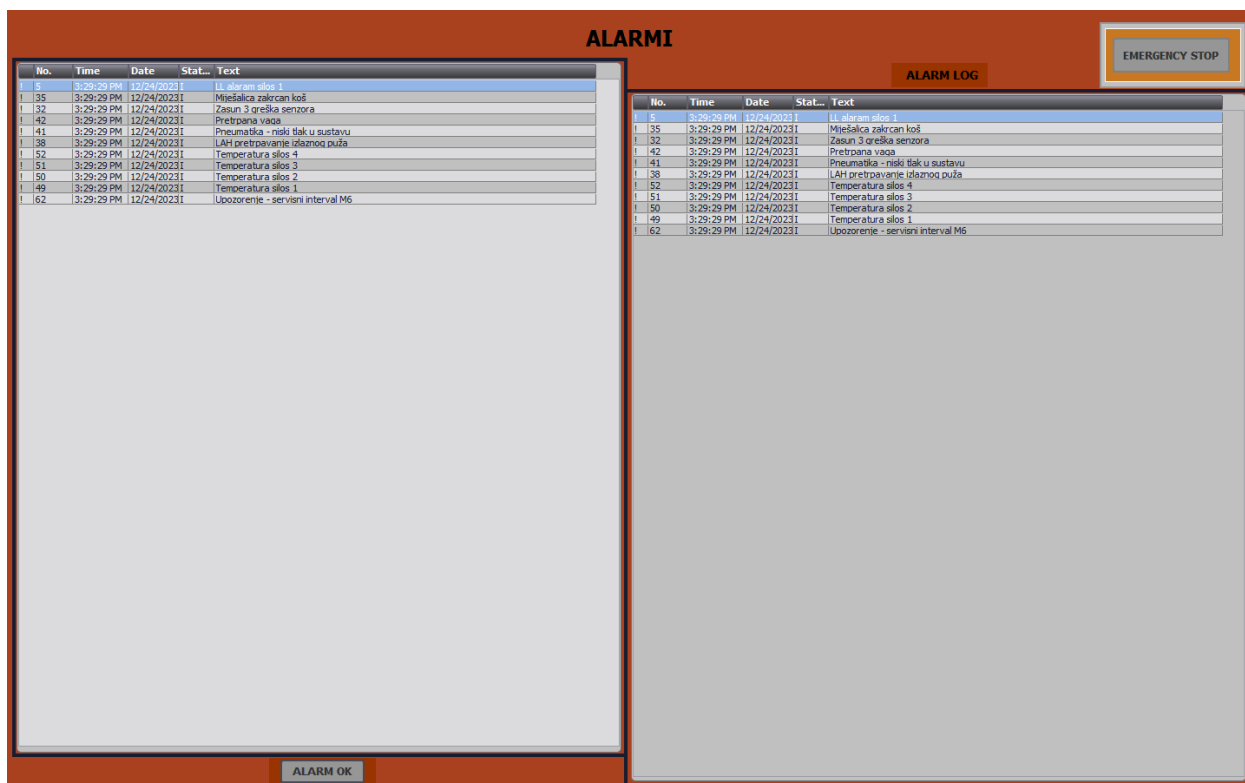 ALARMI
EMERGENCY STOP
ALARM LOG
No. Time Date Stat... Text
! 5 3:29:29 PM 12/24/2023 I LL alaram silos 1
! 35 3:29:29 PM 12/24/2023 I Miješalica zakrcan koš
! 32 3:29:29 PM 12/24/2023 I Zasun 3 greška senzora
! 42 3:29:29 PM 12/24/2023 I Pretrpana vaga
! 41 3:29:29 PM 12/24/2023 I Pneumatika - niski tlak u sustavu
! 38 3:29:29 PM 12/24/2023 I LAH pretrpavanje izlaznog puža
! 52 3:29:29 PM 12/24/2023 I Temperatura silos 4
! 51 3:29:29 PM 12/24/2023 I Temperatura silos 3
! 50 3:29:29 PM 12/24/2023 I Temperatura silos 2
! 49 3:29:29 PM 12/24/2023 I Temperatura silos 1
! 62 3:29:29 PM 12/24/2023 I Upozorenje - servisni interval M6
No. Time Date Stat... Text
! 5 3:29:29 PM 12/24/2023 I LL alaram silos 1
! 35 3:29:29 PM 12/24/2023 I Miješalica zakrcan koš
! 32 3:29:29 PM 12/24/2023 I Zasun 3 greška senzora
! 42 3:29:29 PM 12/24/2023 I Pretrpana vaga
! 41 3:29:29 PM 12/24/2023 I Pneumatika - niski tlak u sustavu
! 38 3:29:29 PM 12/24/2023 I LAH pretrpavanje izlaznog puža
! 52 3:29:29 PM 12/24/2023 I Temperatura silos 4
! 51 3:29:29 PM 12/24/2023 I Temperatura silos 3
! 50 3:29:29 PM 12/24/2023 I Temperatura silos 2
! 49 3:29:29 PM 12/24/2023 I Temperatura silos 1
! 62 3:29:29 PM 12/24/2023 I Upozorenje - servisni interval M6
ALARM OK